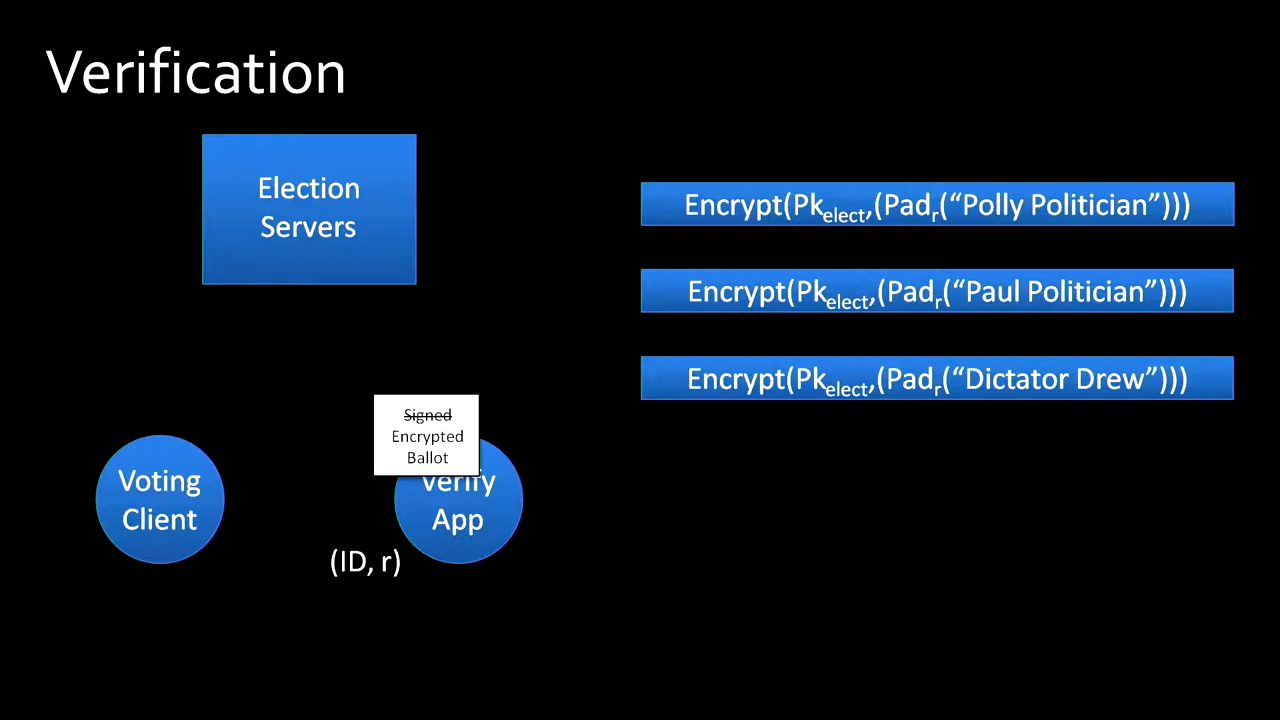 Verification
Election
Servers
Encrypt(Pkelect,(Padr(“Polly Politician”)))
Encrypt(Pkelect,(Padr(“Paul Politician”)))
Encrypt(Pkelect,(Padr(“Dictator Drew”)))
Signed
Encrypted
Ballot
Voting
Client
Verify
App
(ID, r)